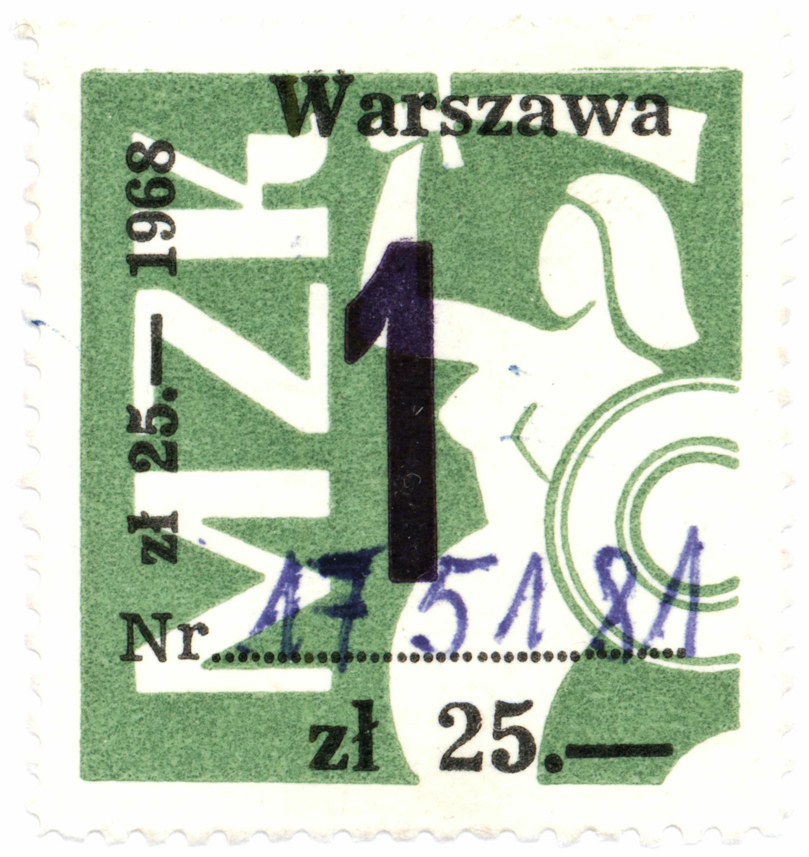 Warszawa
MZK
zł 25.— 1968
1
Nr 17 51 81
zł 25.—